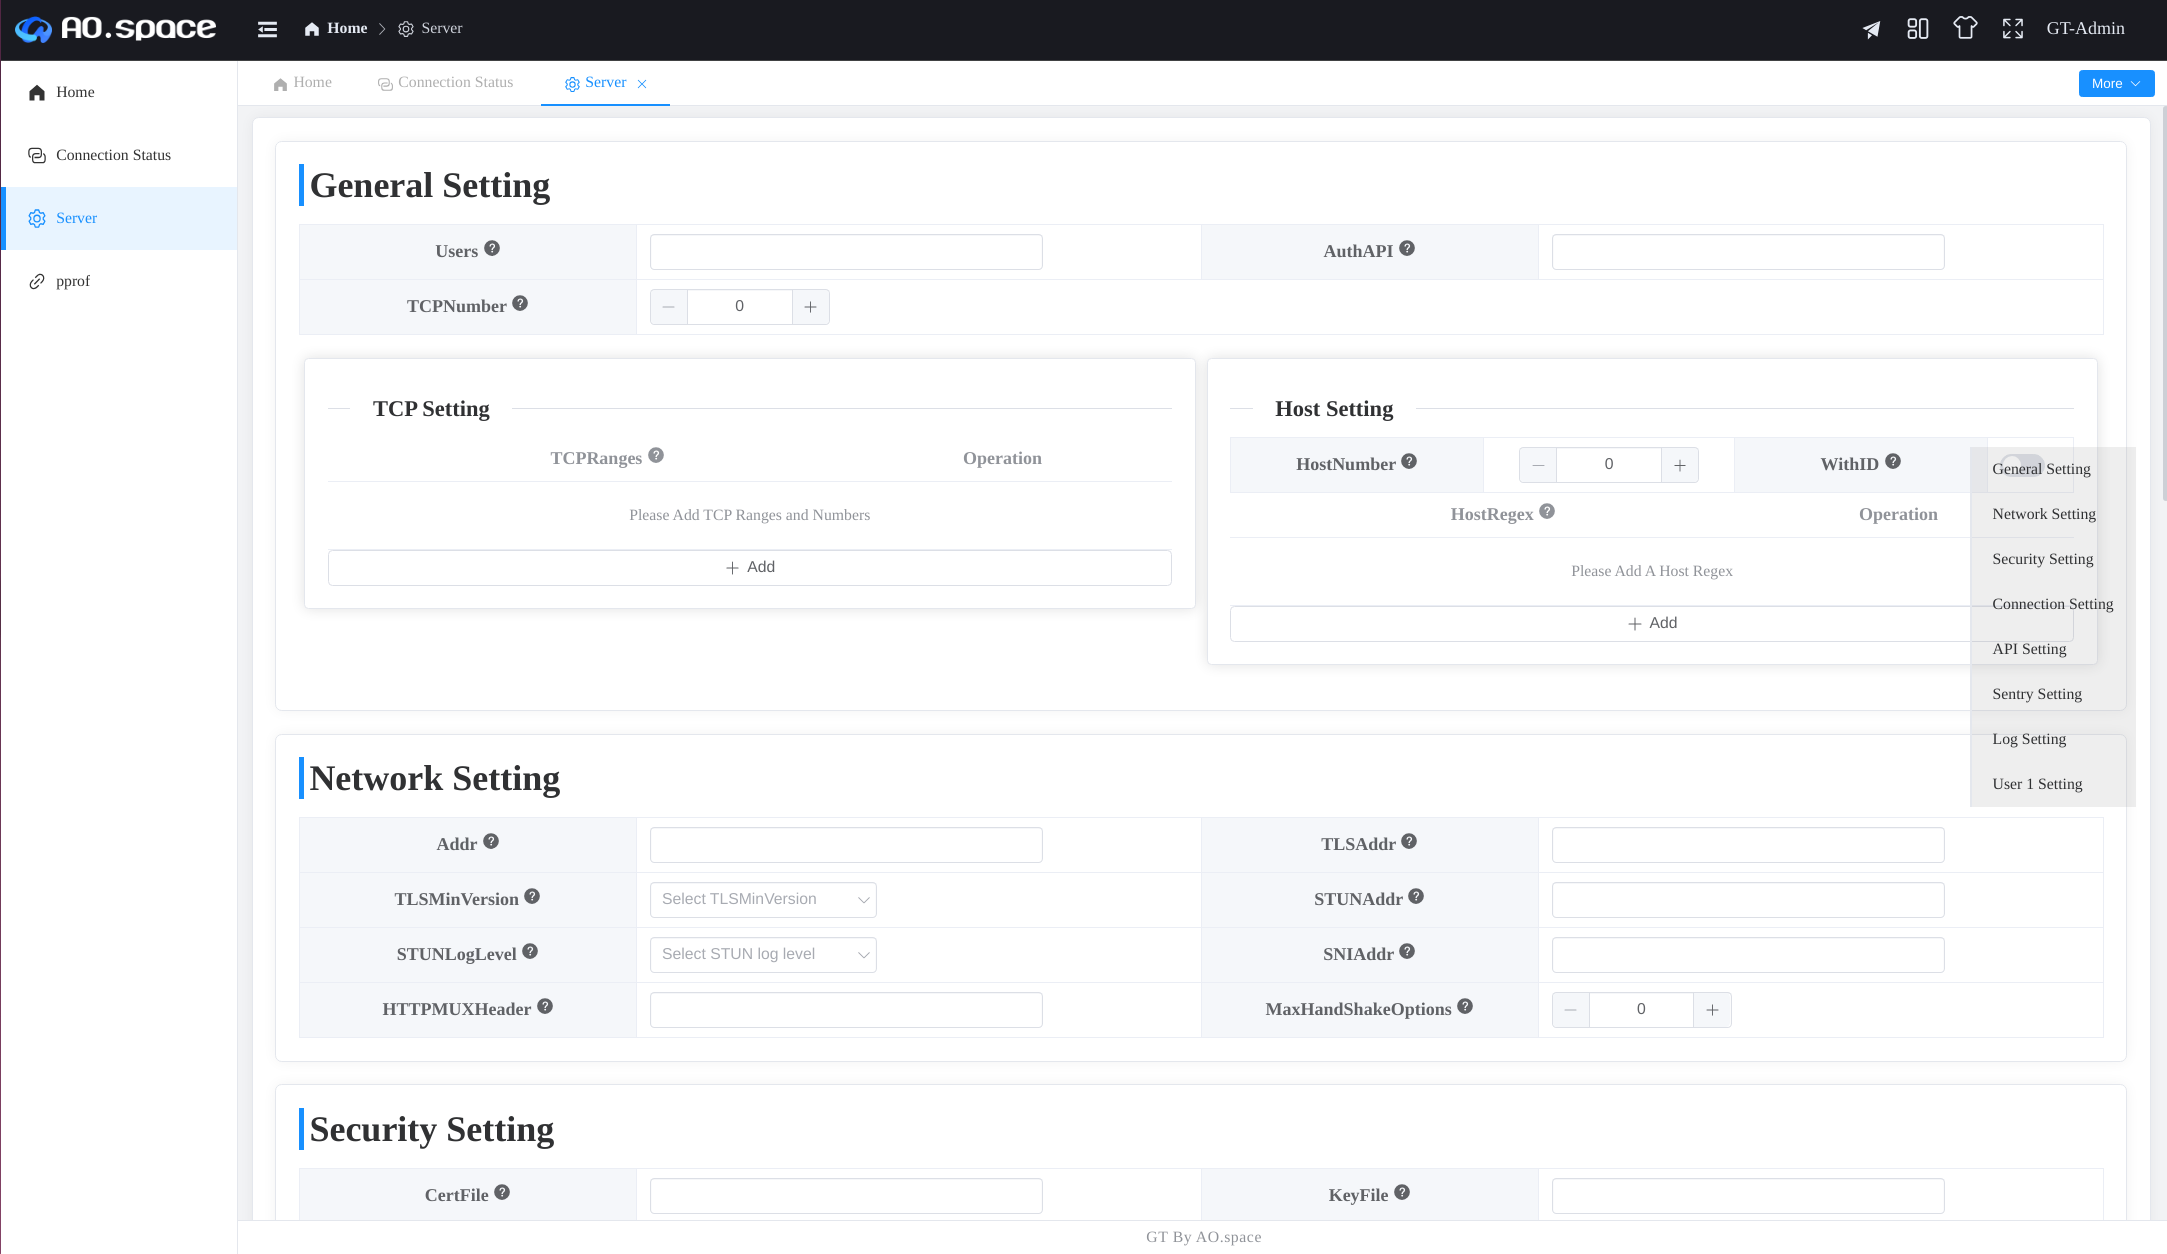 AO.space
Home
Server
GT-Admin
Home
Connection Status
Server
pprof
Home
Connection Status
Server
More
General Setting
Users
AuthAPI
TCPNumber
0
TCP Setting
TCPRanges
Operation
Please Add TCP Ranges and Numbers
Add
Host Setting
HostNumber
0
WithID
HostRegex
Operation
Please Add A Host Regex
Add
General Setting
Network Setting
Security Setting
Connection Setting
API Setting
Sentry Setting
Log Setting
User 1 Setting
Network Setting
Addr
TLSAddr
TLSMinVersion
Select TLSMinVersion
STUNAddr
STUNLogLevel
Select STUN log level
SNIAddr
HTTPMUXHeader
MaxHandShakeOptions
0
Security Setting
CertFile
KeyFile
GT By AO.space